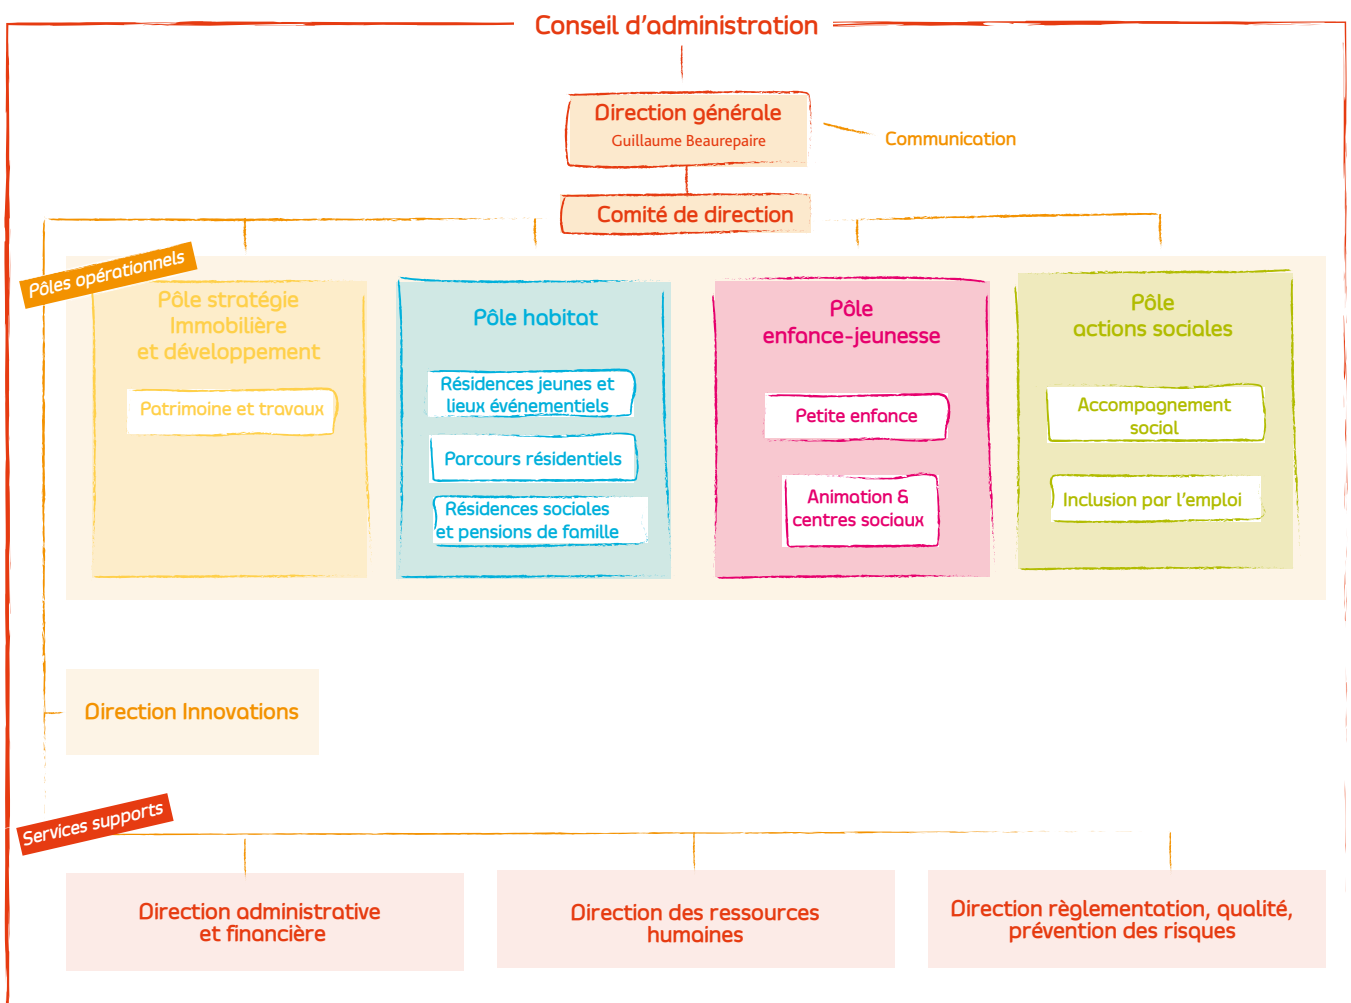 Conseil d’administration
Direction générale
Guillaume Beaurepaire
Communication
Comité de direction
Pôles opérationnels
Pôle stratégie
Immobilière
et développement
Patrimoine et travaux
Pôle habitat
Résidences jeunes et
lieux événementiels
Parcours résidentiels
Résidences sociales
et pensions de famille
Pôle
enfance-jeunesse
Petite enfance
Animation &
centres sociaux
Pôle
actions sociales
Accompagnement
social
Inclusion par l’emploi
Direction Innovations
Services supports
Direction administrative
et financière
Direction des ressources
humaines
Direction règlementation, qualité,
prévention des risques